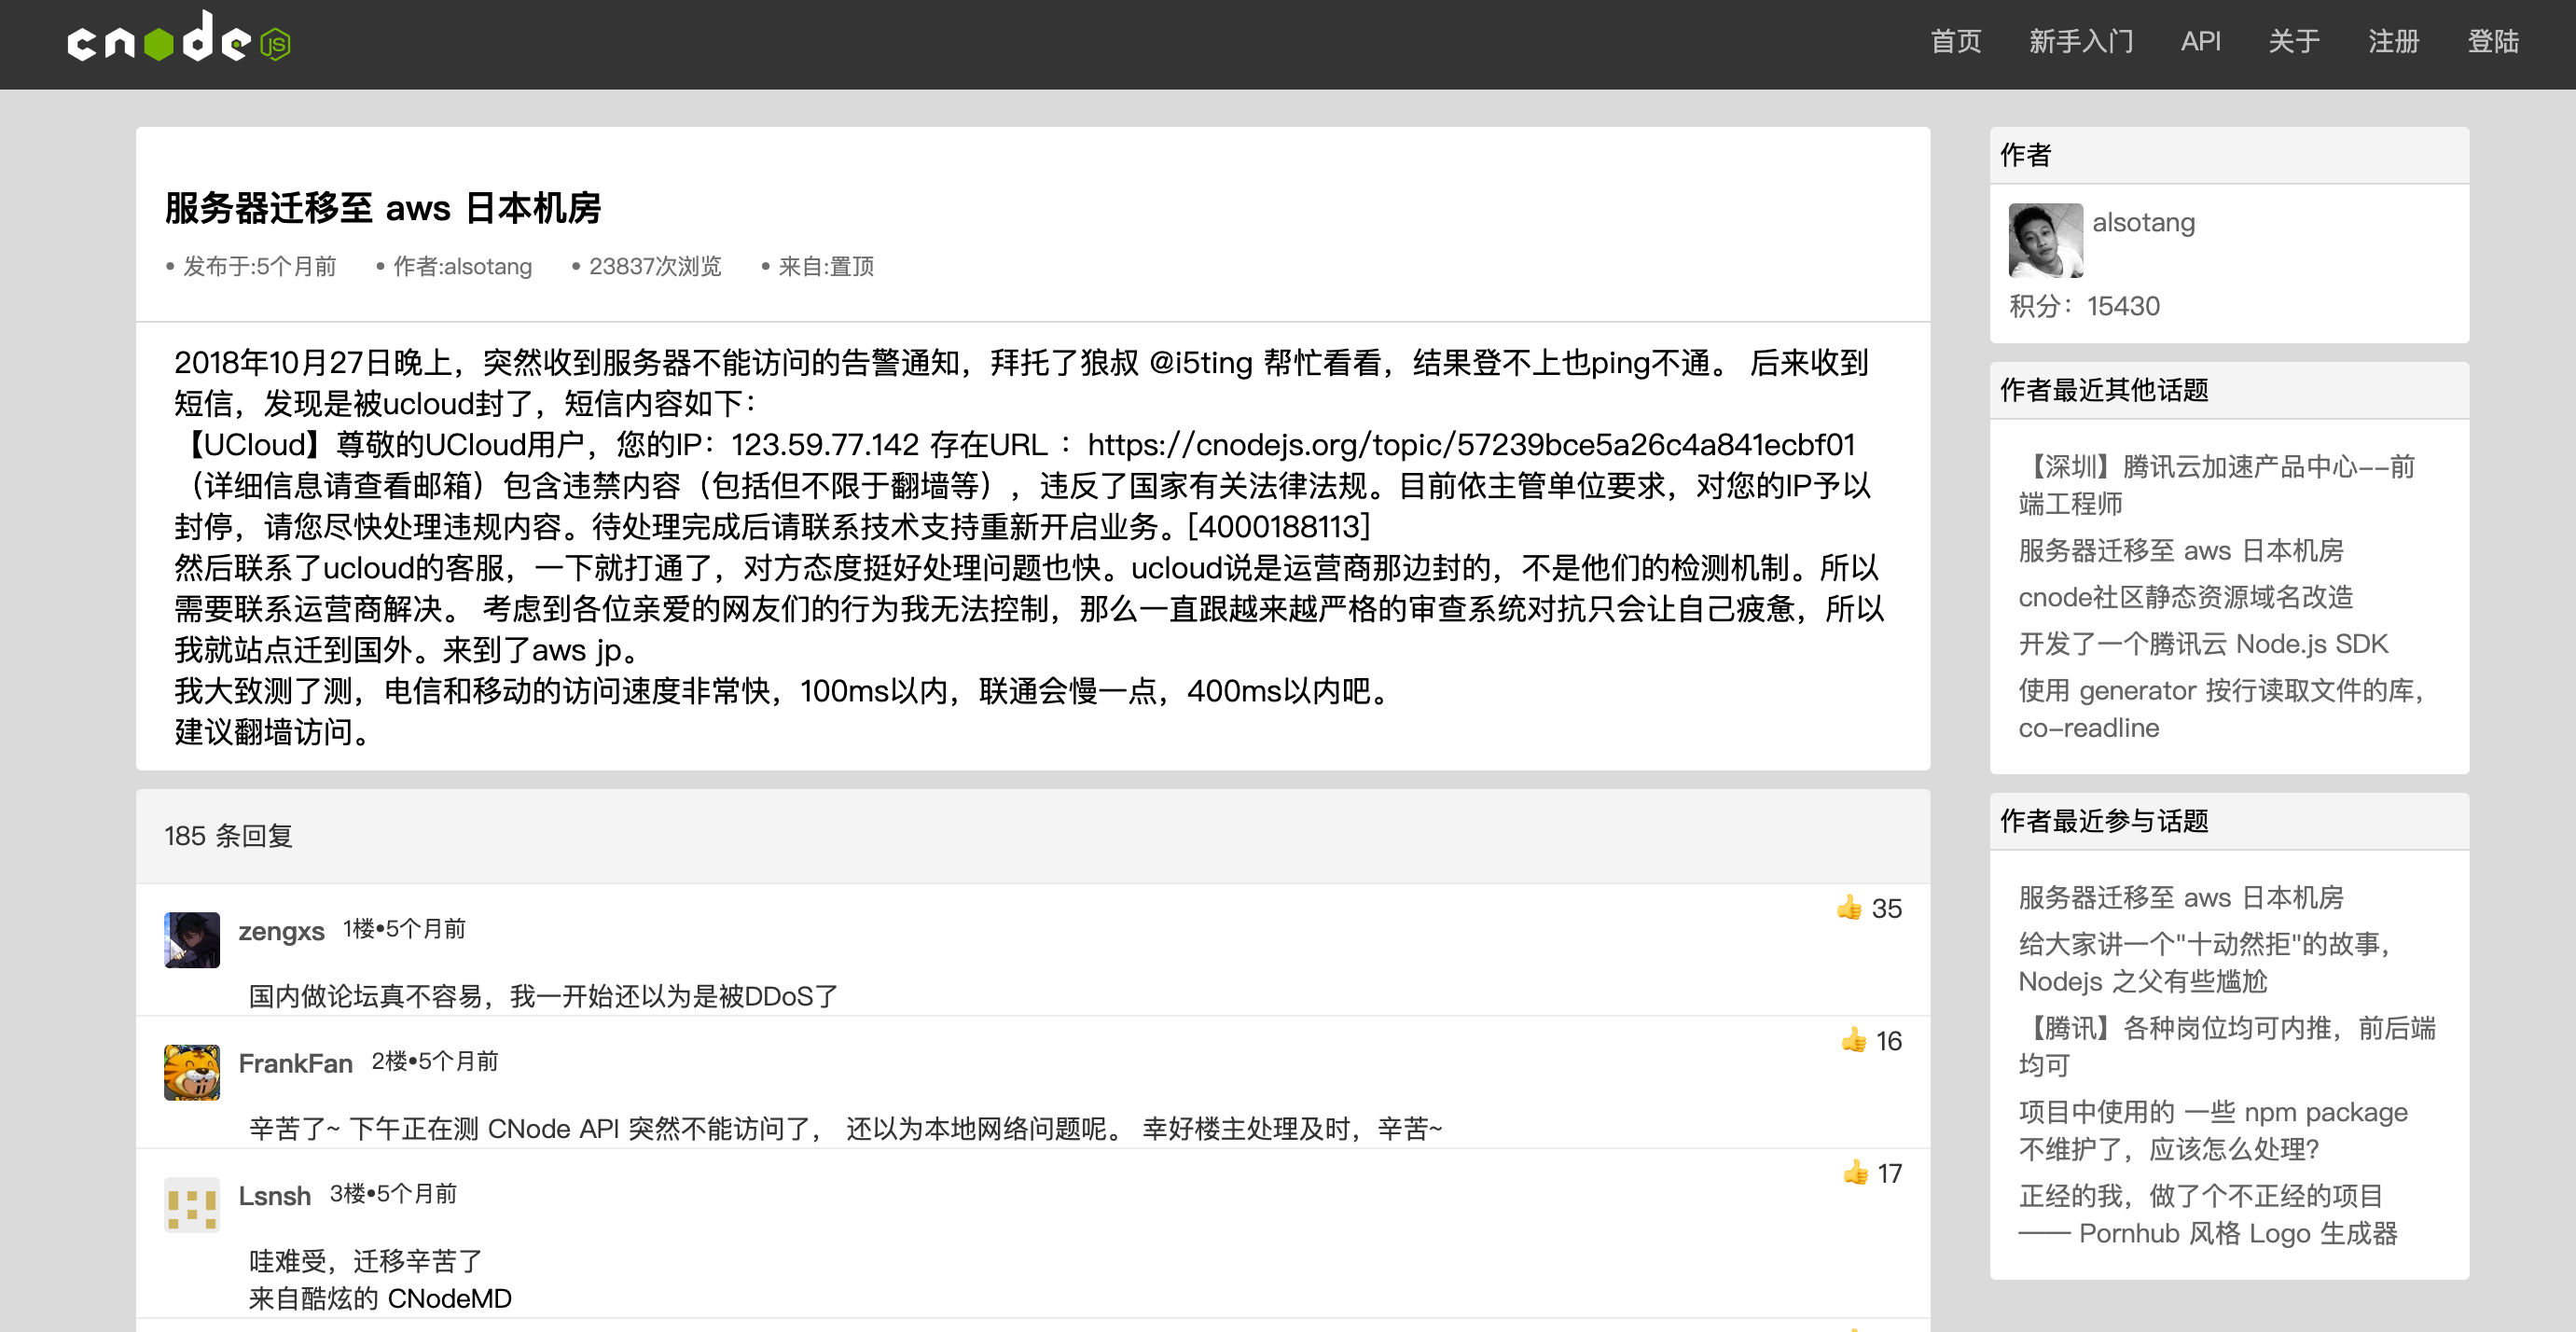 cnode JS
首页 新手入门 API 关于 注册 登陆
服务器迁移至 aws 日本机房
• 发布于:5个月前 • 作者:alsotang • 23837次浏览 • 来自:置顶
2018年10月27日晚上，突然收到服务器不能访问的告警通知，拜托了狼叔 @i5ting 帮忙看看，结果登不上也ping不通。 后来收到
短信，发现是被ucloud封了，短信内容如下：
【UCloud】尊敬的UCloud用户，您的IP：123.59.77.142 存在URL ：https://cnodejs.org/topic/57239bce5a26c4a841ecbf01
（详细信息请查看邮箱）包含违禁内容（包括但不限于翻墙等），违反了国家有关法律法规。目前依主管单位要求，对您的IP予以
封停，请您尽快处理违规内容。待处理完成后请联系技术支持重新开启业务。[4000188113]
然后联系了ucloud的客服，一下就打通了，对方态度挺好处理问题也快。ucloud说是运营商那边封的，不是他们的检测机制。所以
需要联系运营商解决。 考虑到各位亲爱的网友们的行为我无法控制，那么一直跟越来越严格的审查系统对抗只会让自己疲惫，所以
我就站点迁到国外。来到了aws jp。
我大致测了测，电信和移动的访问速度非常快，100ms以内，联通会慢一点，400ms以内吧。
建议翻墙访问。
185 条回复
zengxs 1楼•5个月前 👍 35
国内做论坛真不容易，我一开始还以为是被DDoS了
FrankFan 2楼•5个月前 👍 16
辛苦了~ 下午正在测 CNode API 突然不能访问了， 还以为本地网络问题呢。 幸好楼主处理及时，辛苦~
Lsnsh 3楼•5个月前 👍 17
哇难受，迁移辛苦了
来自酷炫的 CNodeMD
作者
alsotang
积分：15430
作者最近其他话题
【深圳】腾讯云加速产品中心--前
端工程师
服务器迁移至 aws 日本机房
cnode社区静态资源域名改造
开发了一个腾讯云 Node.js SDK
使用 generator 按行读取文件的库，
co-readline
作者最近参与话题
服务器迁移至 aws 日本机房
给大家讲一个"十动然拒"的故事，
Nodejs 之父有些尴尬
【腾讯】各种岗位均可内推，前后端
均可
项目中使用的 一些 npm package
不维护了，应该怎么处理？
正经的我，做了个不正经的项目
—— Pornhub 风格 Logo 生成器